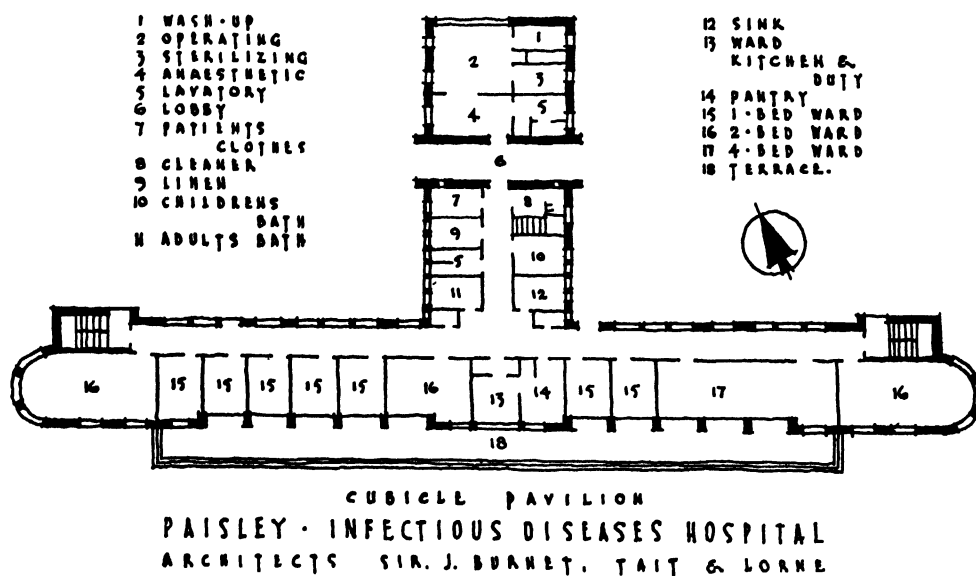 1 WASH-UP
2 OPERATING
3 STERILIZING
4 ANAESTHETIC
5 LAVATORY
6 LOBBY
7 PATIENTS
CLOTHES
8 CLEANER
9 LINEN
10 CHILDRENS
BATH
11 ADULTS BATH
12 SINK
13 WARD
KITCHEN &
DUTY
14 PANTRY
15 1-BED WARD
16 2-BED WARD
17 4-BED WARD
18 TERRACE.
1
2
3
4 5
6
7 8
9
10
5
11 12
16 15 15 15 15 15 16 13 14 15 15 17 16
18
CUBICLE PAVILION
PAISLEY · INFECTIOUS DISEASES HOSPITAL
ARCHITECTS SIR. J. BURNET, TAIT & LORNE